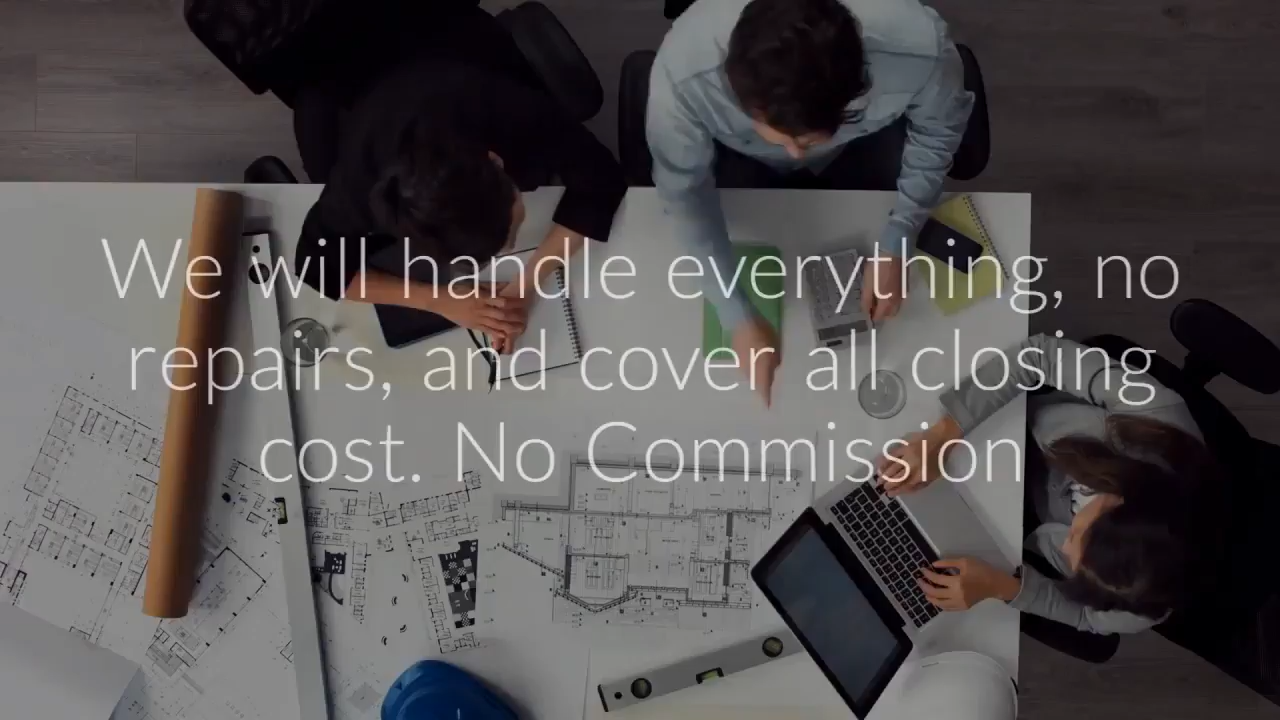 We will handle everything, no
repairs, and cover all closing
cost. No Commission